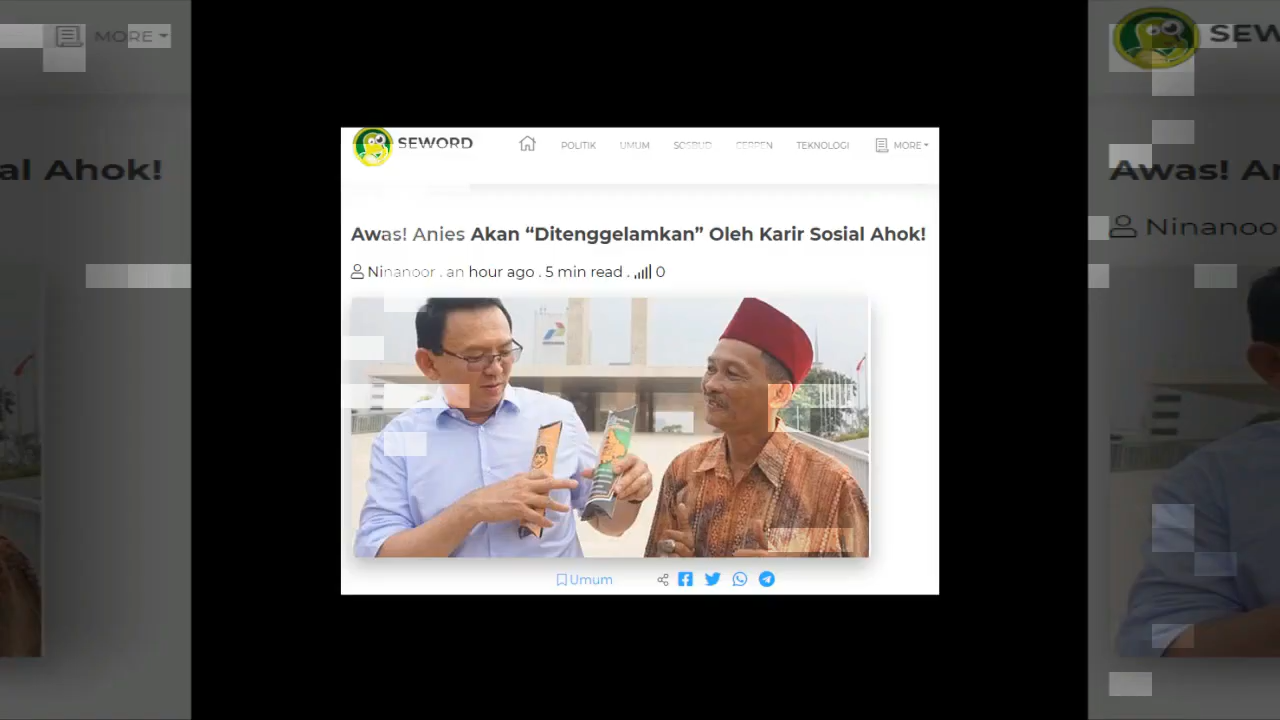 MORE
SEW
al Ahok!
Awas! An
Ninanoo
SEWORD
POLITIK UMUM SOSBUD CERPEN TEKNOLOGI MORE
Awas! Anies Akan “Ditenggelamkan” Oleh Karir Sosial Ahok!
Ninanoor . an hour ago . 5 min read . 0
Umum